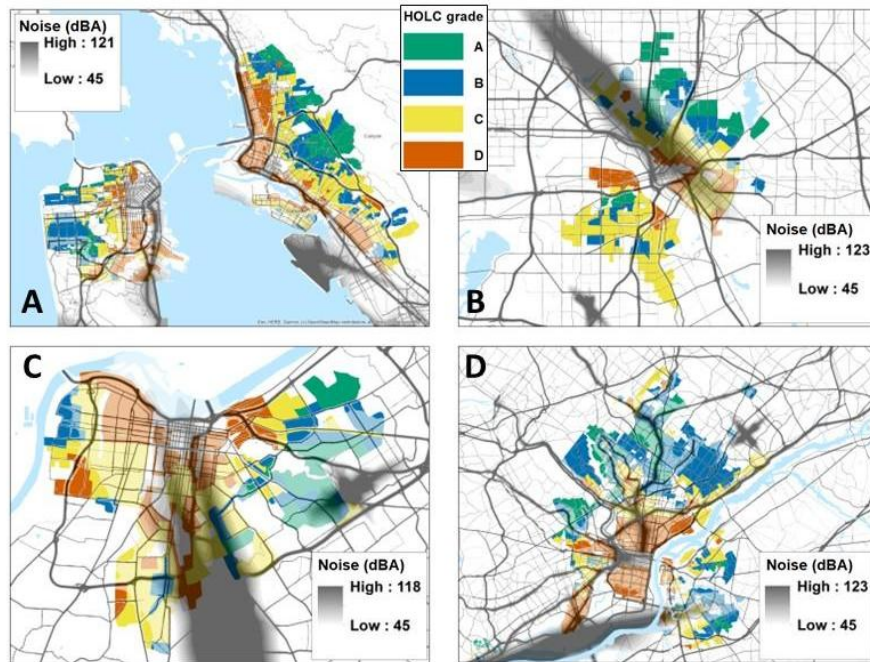 Noise (dBA)
High : 121
Low : 45
A
HOLC grade
A
B
C
D
B
Noise (dBA)
High : 123
Low : 45
C
Noise (dBA)
High : 118
Low : 45
D
Noise (dBA)
High : 123
Low : 45